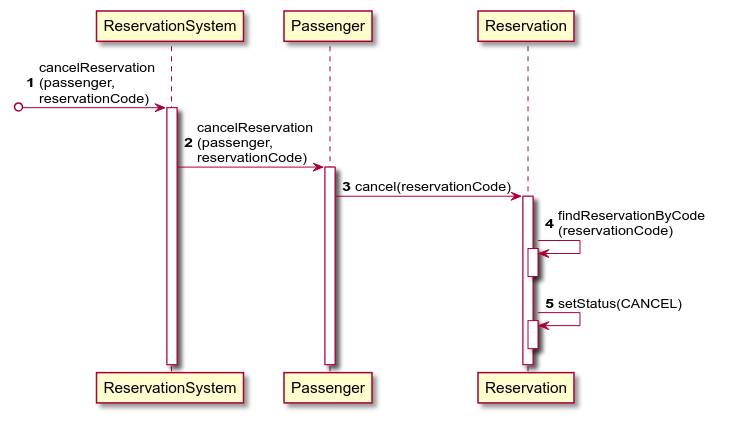 ReservationSystem
Passenger
Reservation
cancelReservation
1 (passenger,
reservationCode)
cancelReservation
2 (passenger,
reservationCode)
3 cancel(reservationCode)
findReservationByCode
4 (reservationCode)
5 setStatus(CANCEL)
ReservationSystem
Passenger
Reservation